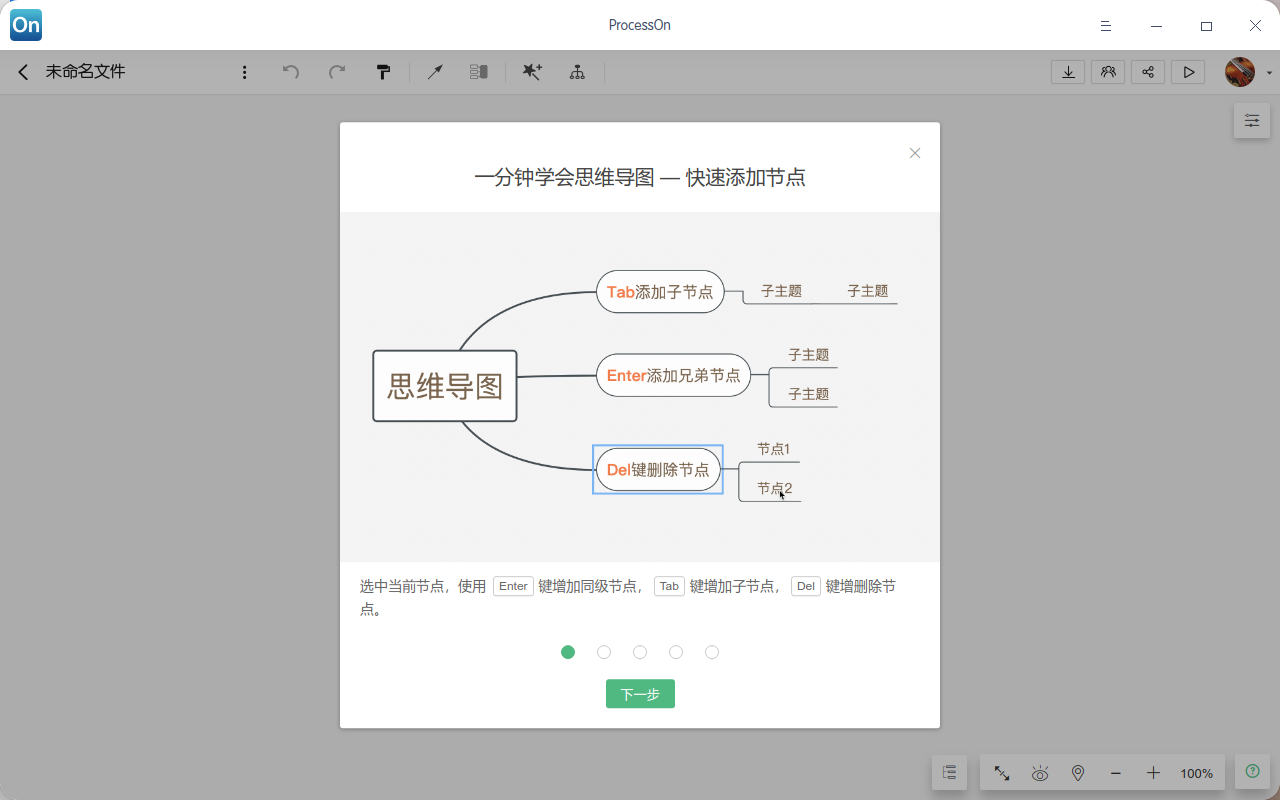 On
ProcessOn
未命名文件
一分钟学会思维导图 — 快速添加节点
Tab添加子节点
子主题
子主题
思维导图
Enter添加兄弟节点
子主题
子主题
Del键删除节点
节点1
节点2
选中当前节点，使用 Enter 键增加同级节点， Tab 键增加子节点， Del 键增删除节
点。
下一步
100%